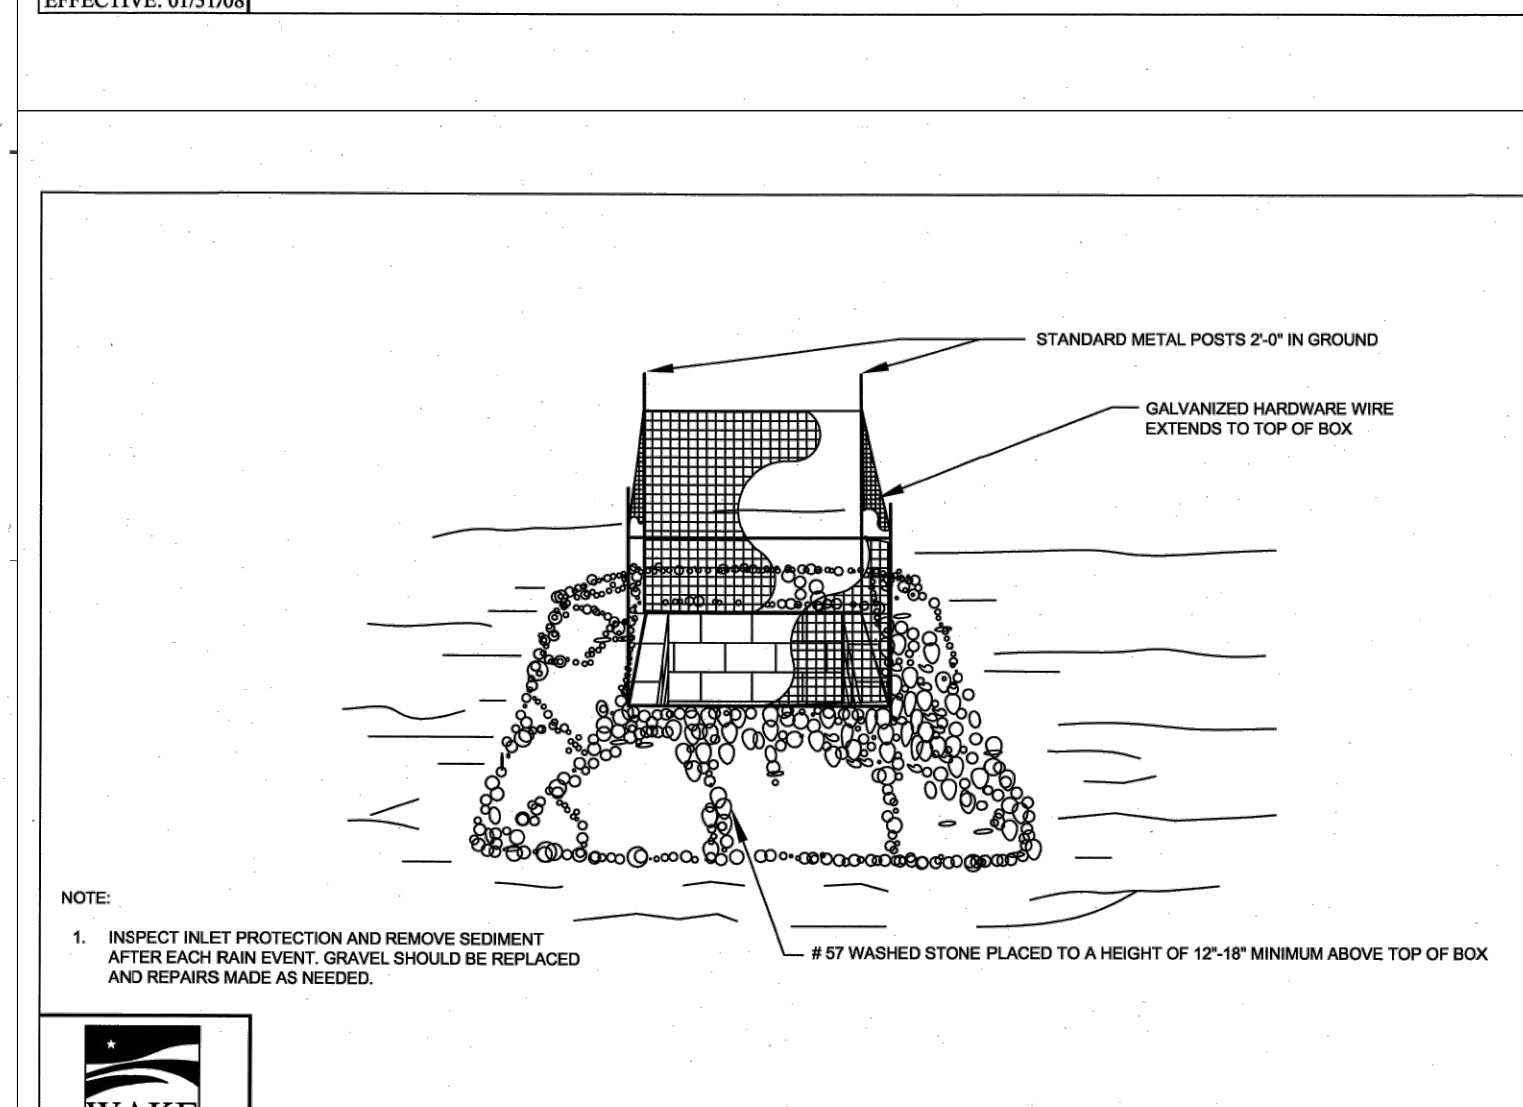 EFFECTIVE: 01/31/08
STANDARD METAL POSTS 2'-0" IN GROUND
GALVANIZED HARDWARE WIRE
EXTENDS TO TOP OF BOX
NOTE:
1. INSPECT INLET PROTECTION AND REMOVE SEDIMENT
AFTER EACH RAIN EVENT. GRAVEL SHOULD BE REPLACED
AND REPAIRS MADE AS NEEDED.
# 57 WASHED STONE PLACED TO A HEIGHT OF 12"-18" MINIMUM ABOVE TOP OF BOX
WAKE